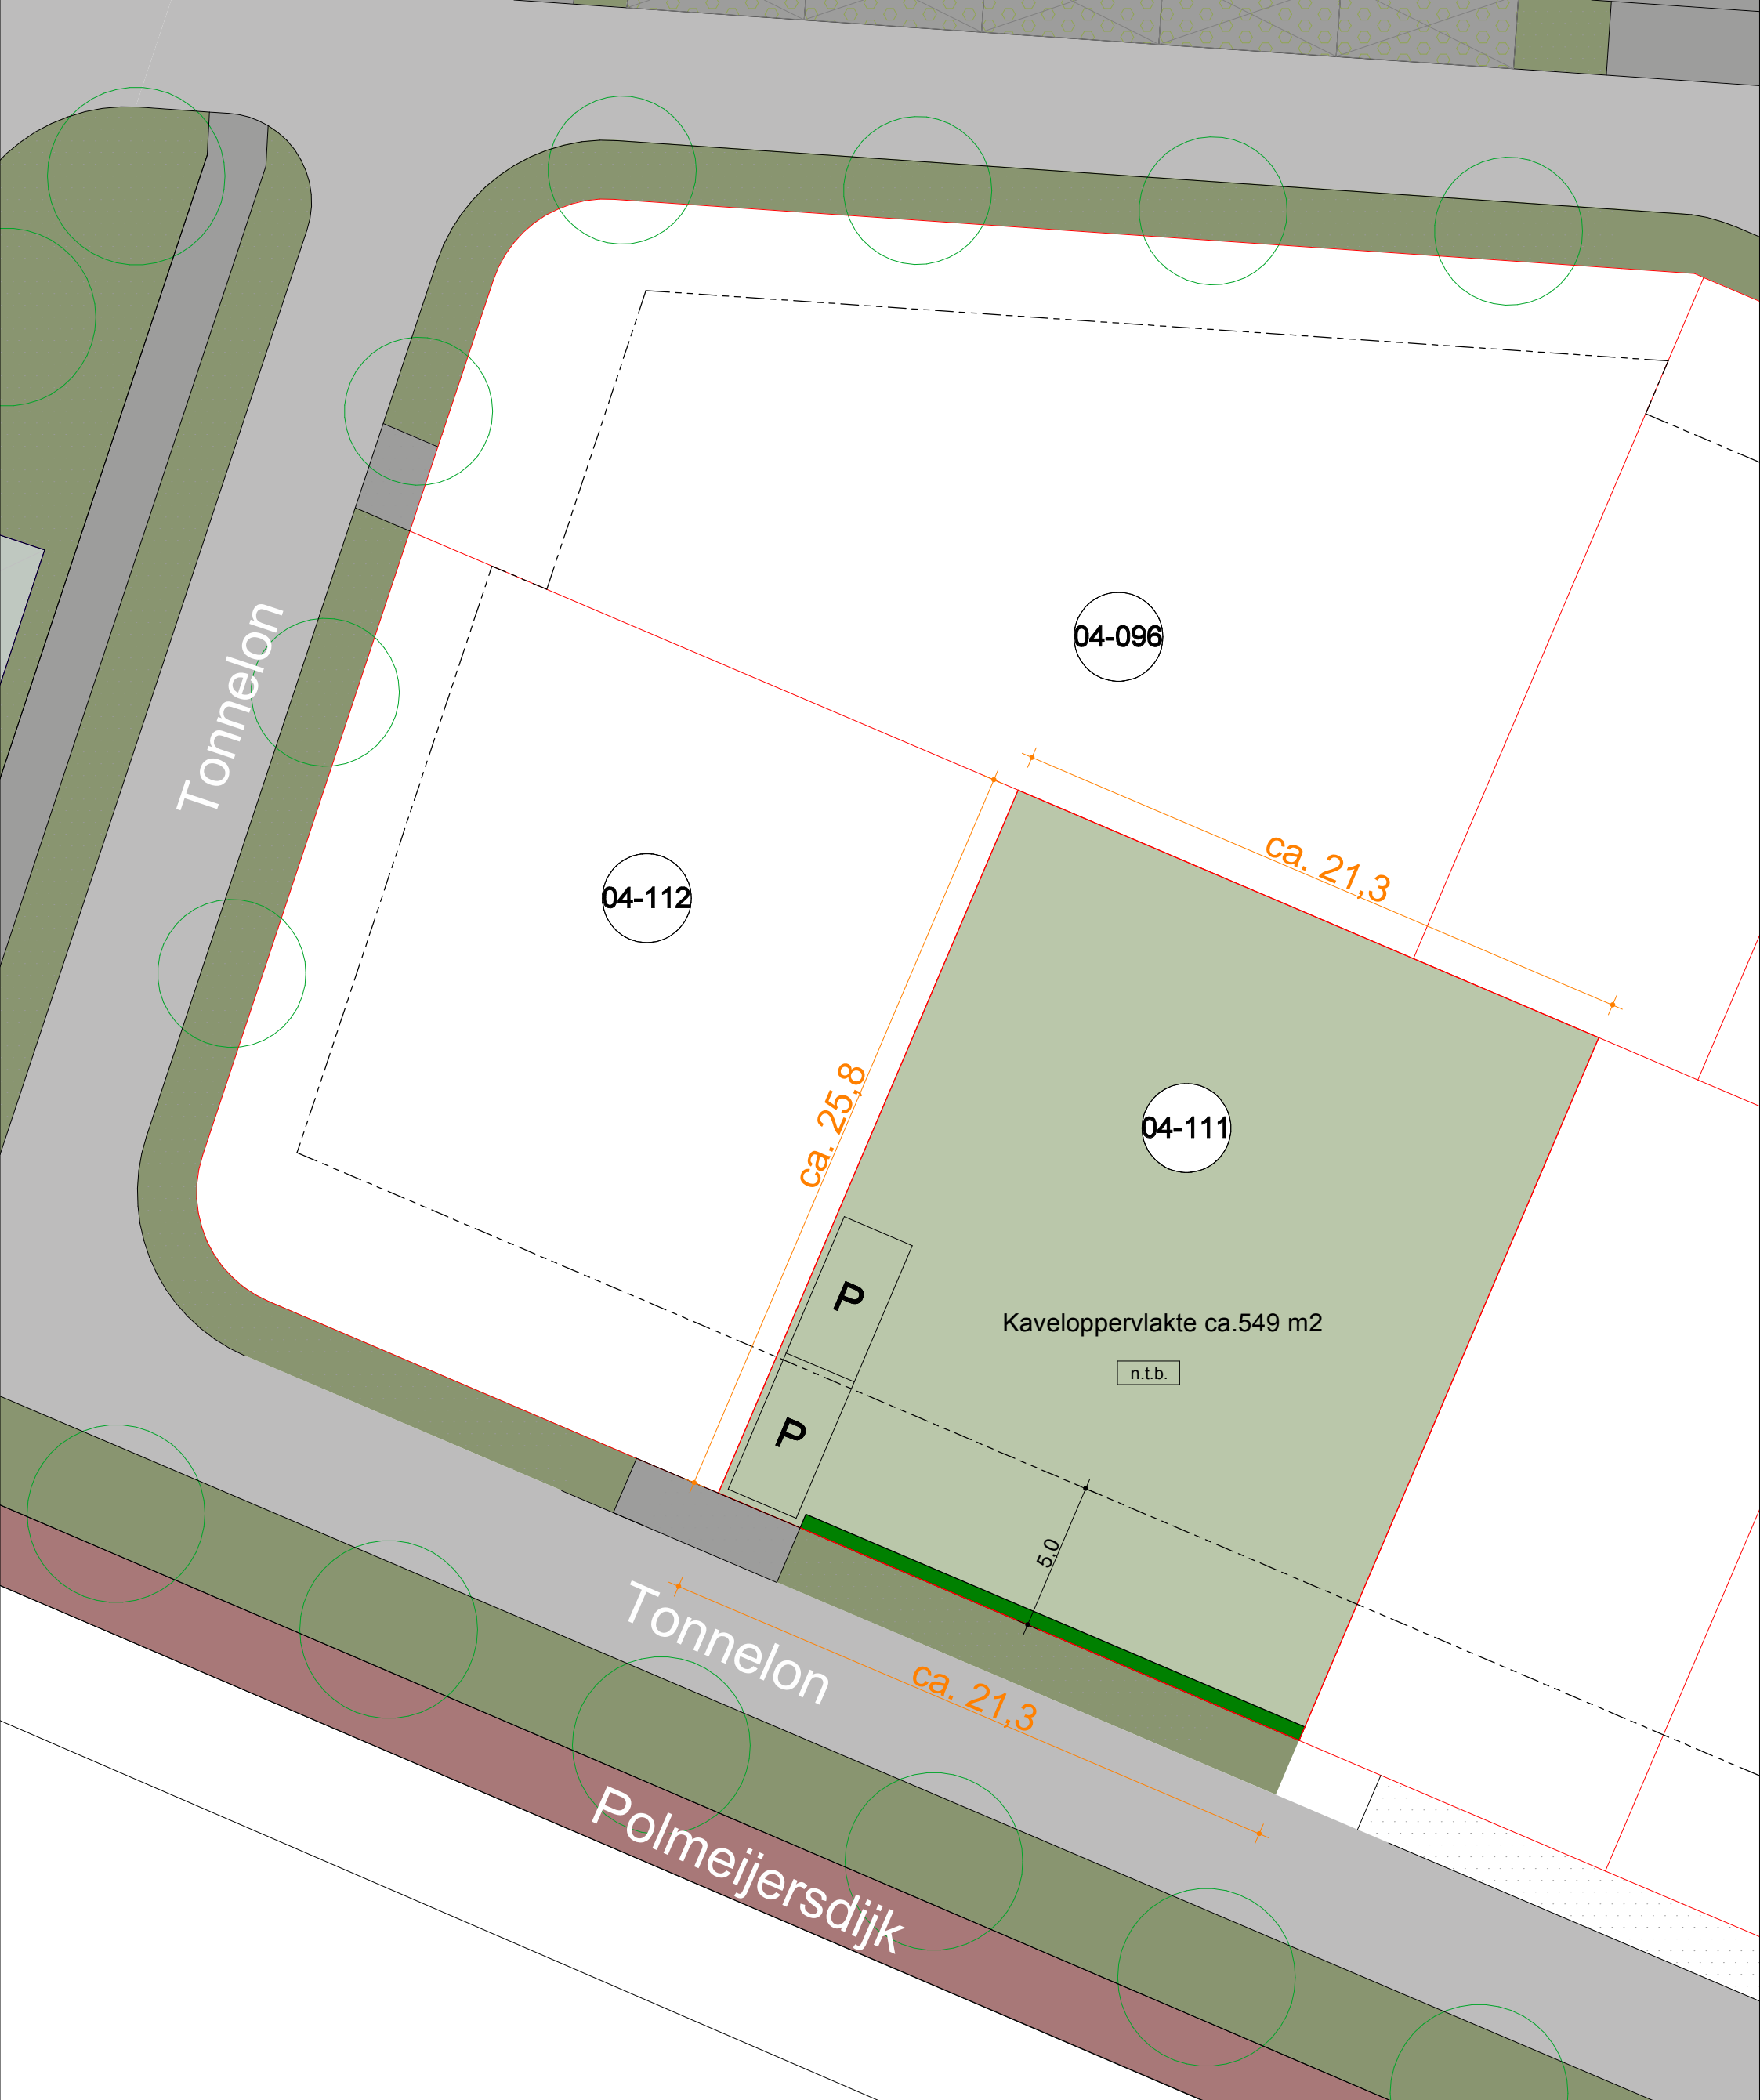 04-096
Tonnelon
ca. 21,3
04-112
ca. 25,8
04-111
P
Kaveloppervlakte ca.549 m2
n.t.b.
P
5,0
Tonnelon
ca. 21,3
Polmeijersdijk